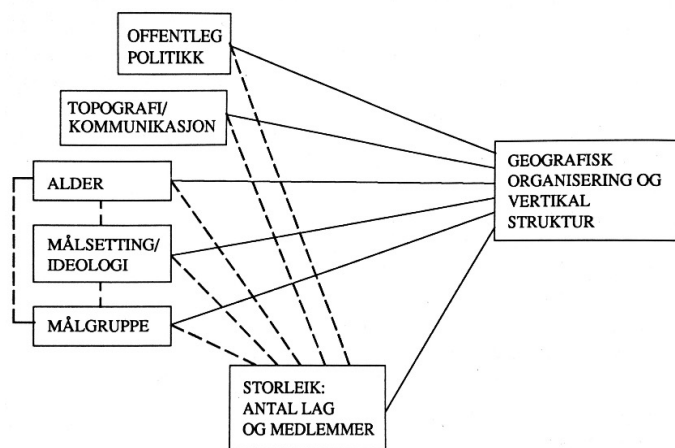 OFFENTLEG
POLITIKK
TOPOGRAFI/
KOMMUNIKASJON
ALDER
MÅLSETTING/
IDEOLOGI
MÅLGRUPPE
GEOGRAFISK
ORGANISERING OG
VERTIKAL
STRUKTUR
STORLEIK:
ANTAL LAG
OG MEDLEMMER